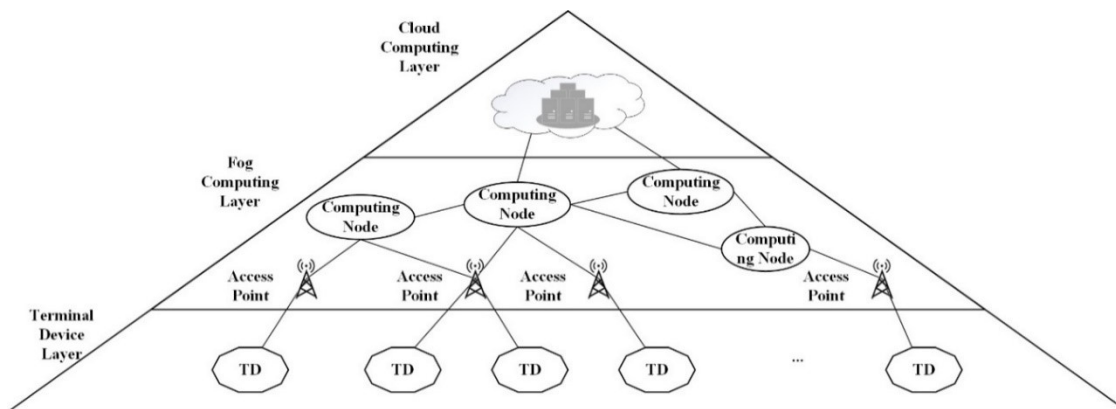 Cloud
Computing
Layer
Fog
Computing
Layer
Computing
Node
Computing
Node
Computing
Node
Computi
ng Node
Access
Point
Access
Point
Access
Point
Access
Point
Terminal
Device
Layer
TD
TD
TD
TD
...
TD